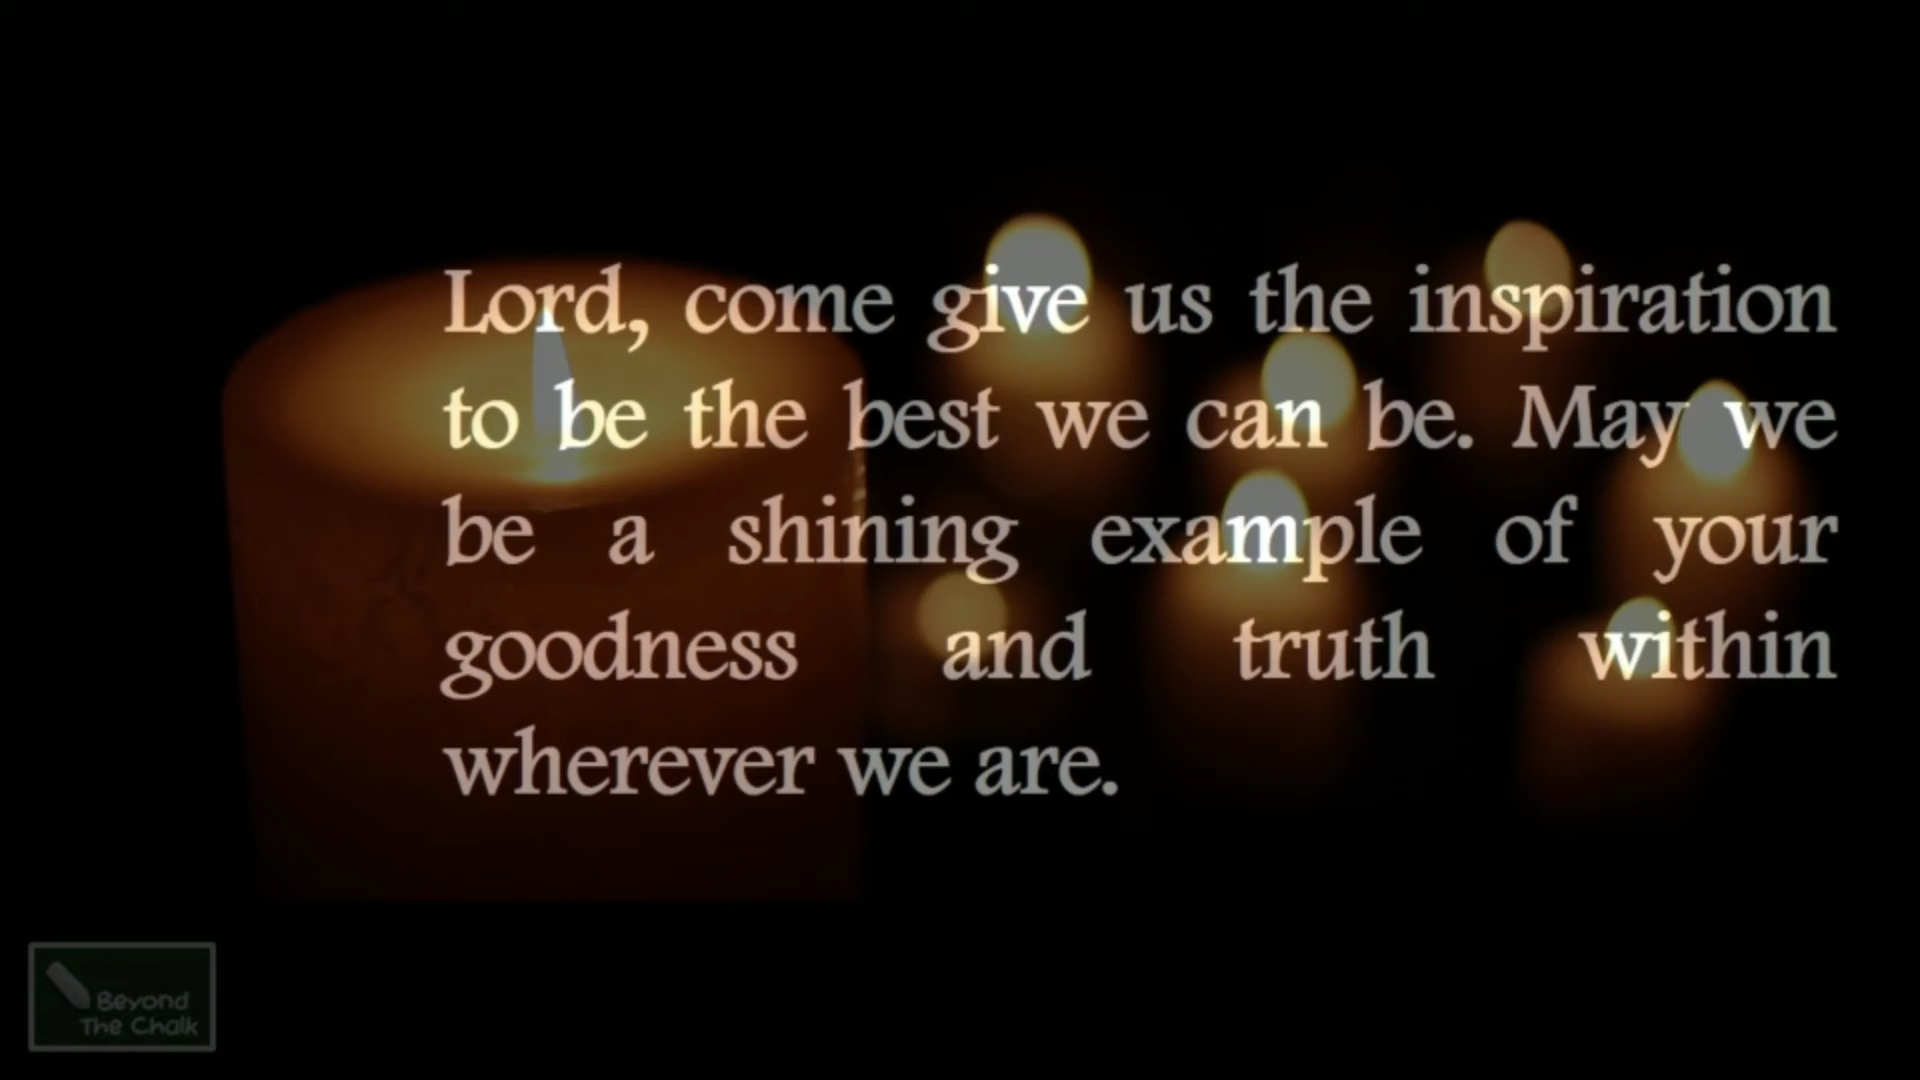 Lord, come give us the inspiration
to be the best we can be. May we
be a shining example of your
goodness and truth within
wherever we are.
Beyond
The Chalk